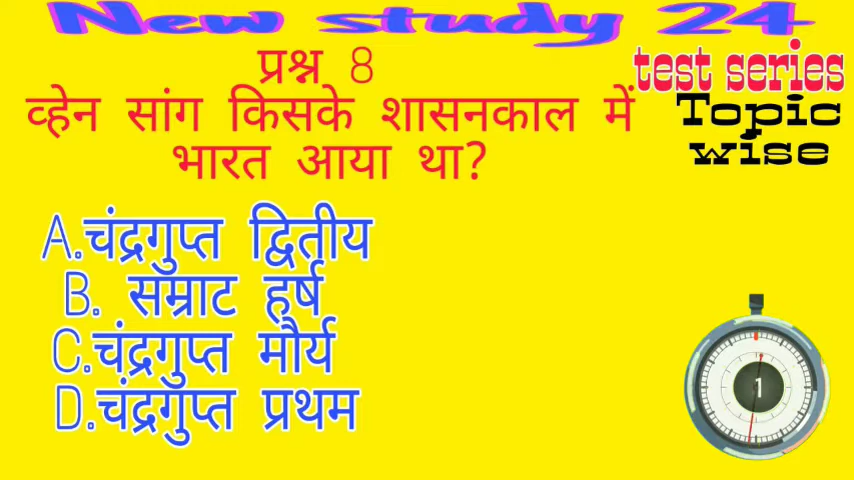 New study 24
test series
Topic
wise
प्रश्न 8
व्हेन सांग किसके शासनकाल में
भारत आया था?
A.चंद्रगुप्त द्वितीय
B. सम्राट हर्ष
C.चंद्रगुप्त मौर्य
D.चंद्रगुप्त प्रथम
1